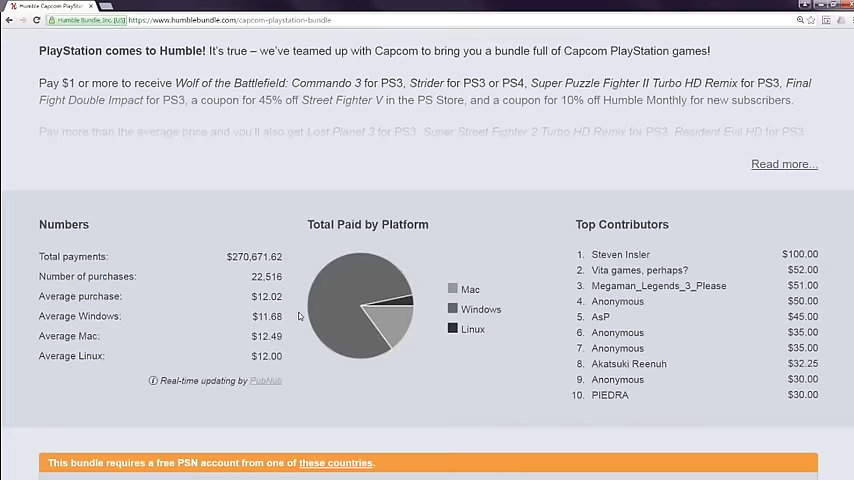 Humble Capcom PlayStat
Humble Bundle, Inc. [US] https://www.humblebundle.com/capcom-playstation-bundle
PlayStation comes to Humble! It's true – we've teamed up with Capcom to bring you a bundle full of Capcom PlayStation games!
Pay $1 or more to receive Wolf of the Battlefield: Commando 3 for PS3, Strider for PS3 or PS4, Super Puzzle Fighter II Turbo HD Remix for PS3, Final
Fight Double Impact for PS3, a coupon for 45% off Street Fighter V in the PS Store, and a coupon for 10% off Humble Monthly for new subscribers.
Pay more than the average price and you'll also get Lost Planet 3 for PS3, Super Street Fighter 2 Turbo HD Remix for PS3, Resident Evil HD for PS3,
Read more...
Numbers
Total payments: $270,671.62
Number of purchases: 22,516
Average purchase: $12.02
Average Windows: $11.68
Average Mac: $12.49
Average Linux: $12.00
Real-time updating by PubNub
Total Paid by Platform
Mac
Windows
Linux
Top Contributors
1. Steven Insler $100.00
2. Vita games, perhaps? $52.00
3. Megaman_Legends_3_Please $51.00
4. Anonymous $50.00
5. AsP $45.00
6. Anonymous $35.00
7. Anonymous $35.00
8. Akatsuki Reenuh $32.25
9. Anonymous $30.00
10. PIEDRA $30.00
This bundle requires a free PSN account from one of these countries.